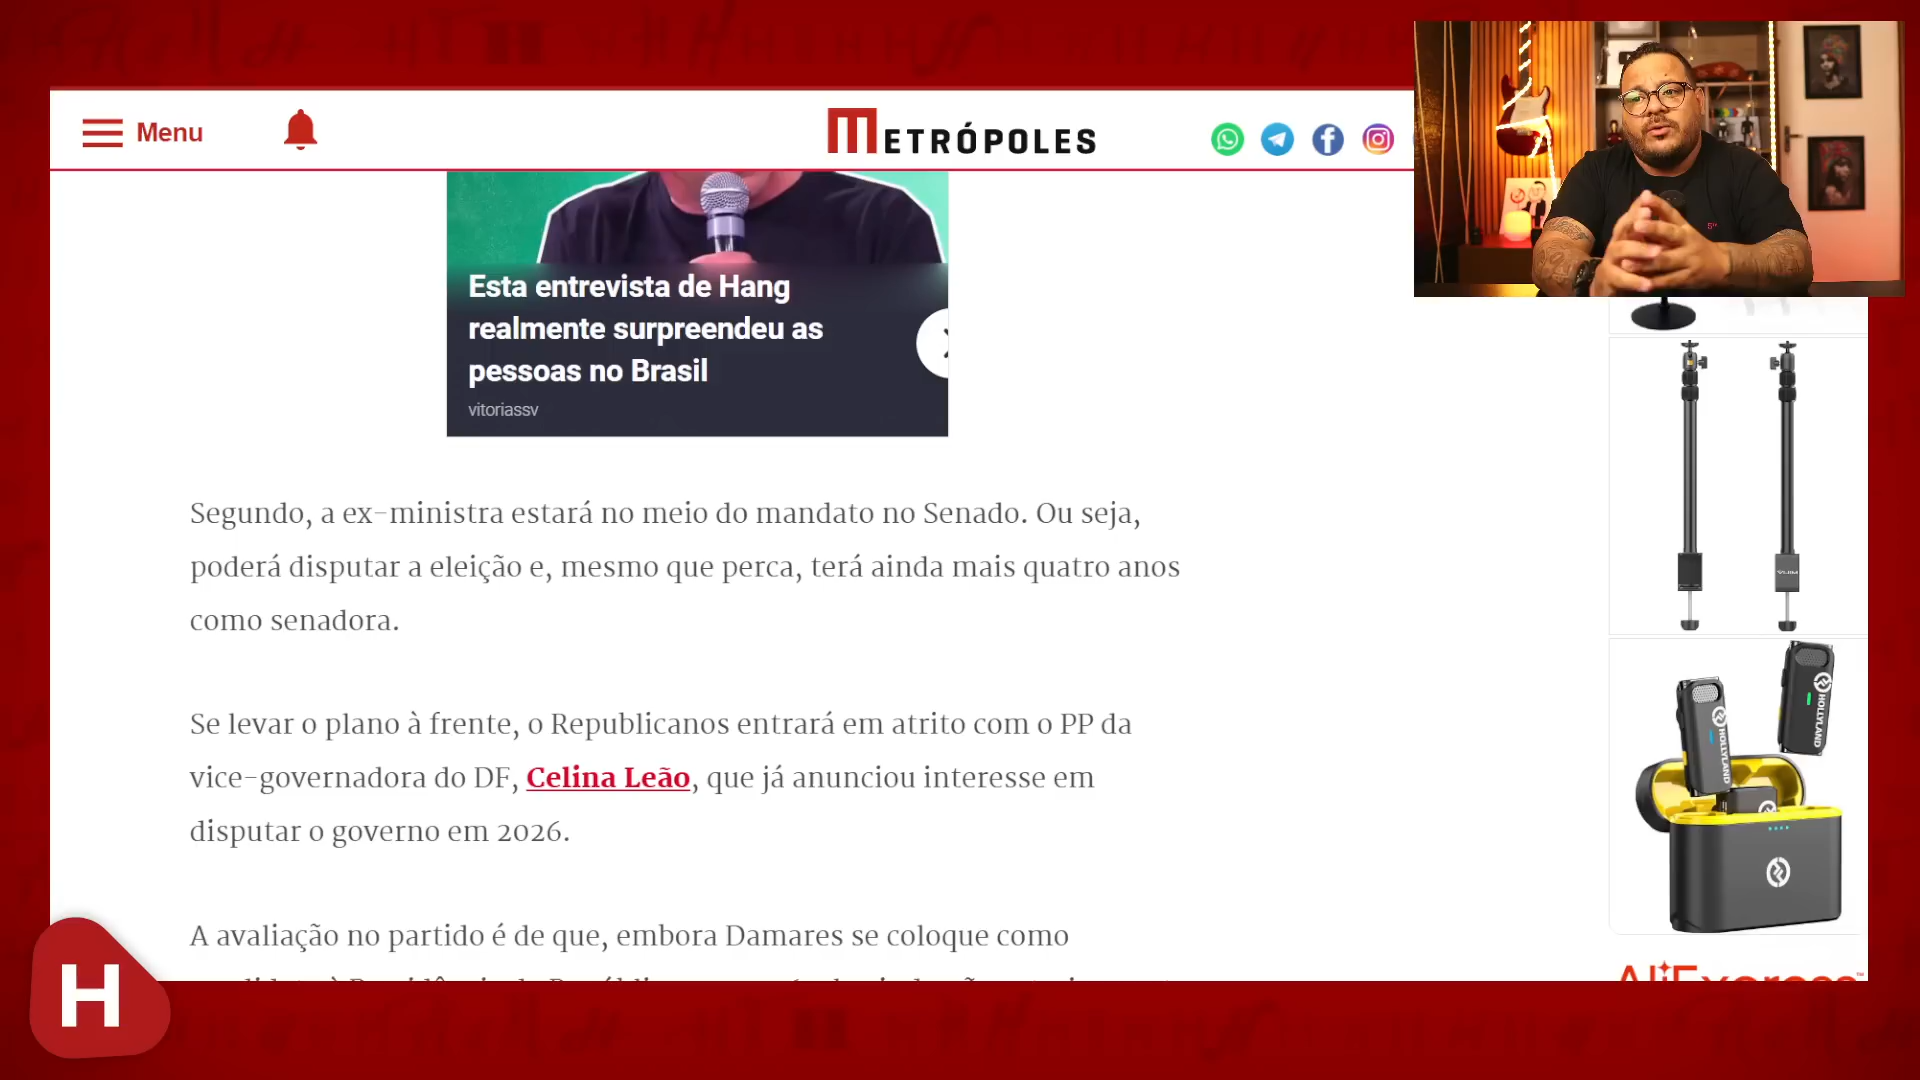 Menu
METRÓPOLES
Esta entrevista de Hang
realmente surpreendeu as
pessoas no Brasil
vitoriassv
Segundo, a ex-ministra estará no meio do mandato no Senado. Ou seja,
poderá disputar a eleição e, mesmo que perca, terá ainda mais quatro anos
como senadora.
Se levar o plano à frente, o Republicanos entrará em atrito com o PP da
vice-governadora do DF, Celina Leão, que já anunciou interesse em
disputar o governo em 2026.
A avaliação no partido é de que, embora Damares se coloque como
HOLLYLAND
HOLLYLAND
AliExpress
H